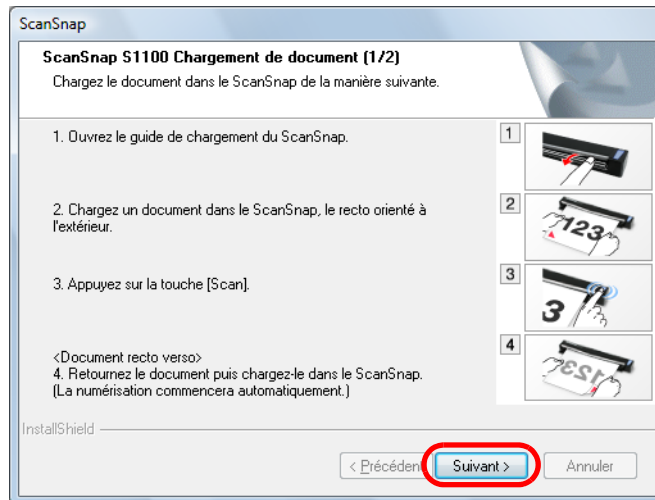 ScanSnap
ScanSnap S1100 Chargement de document (1/2)
Chargez le document dans le ScanSnap de la manière suivante.
1. Ouvrez le guide de chargement du ScanSnap.
1
2. Chargez un document dans le ScanSnap, le recto orienté à
l'extérieur.
2
123
3. Appuyez sur la touche [Scan].
3
3
<Document recto verso>
4. Retournez le document puis chargez-le dans le ScanSnap.
(La numérisation commencera automatiquement.)
4
123
InstallShield
< Précéden
Suivant >
Annuler